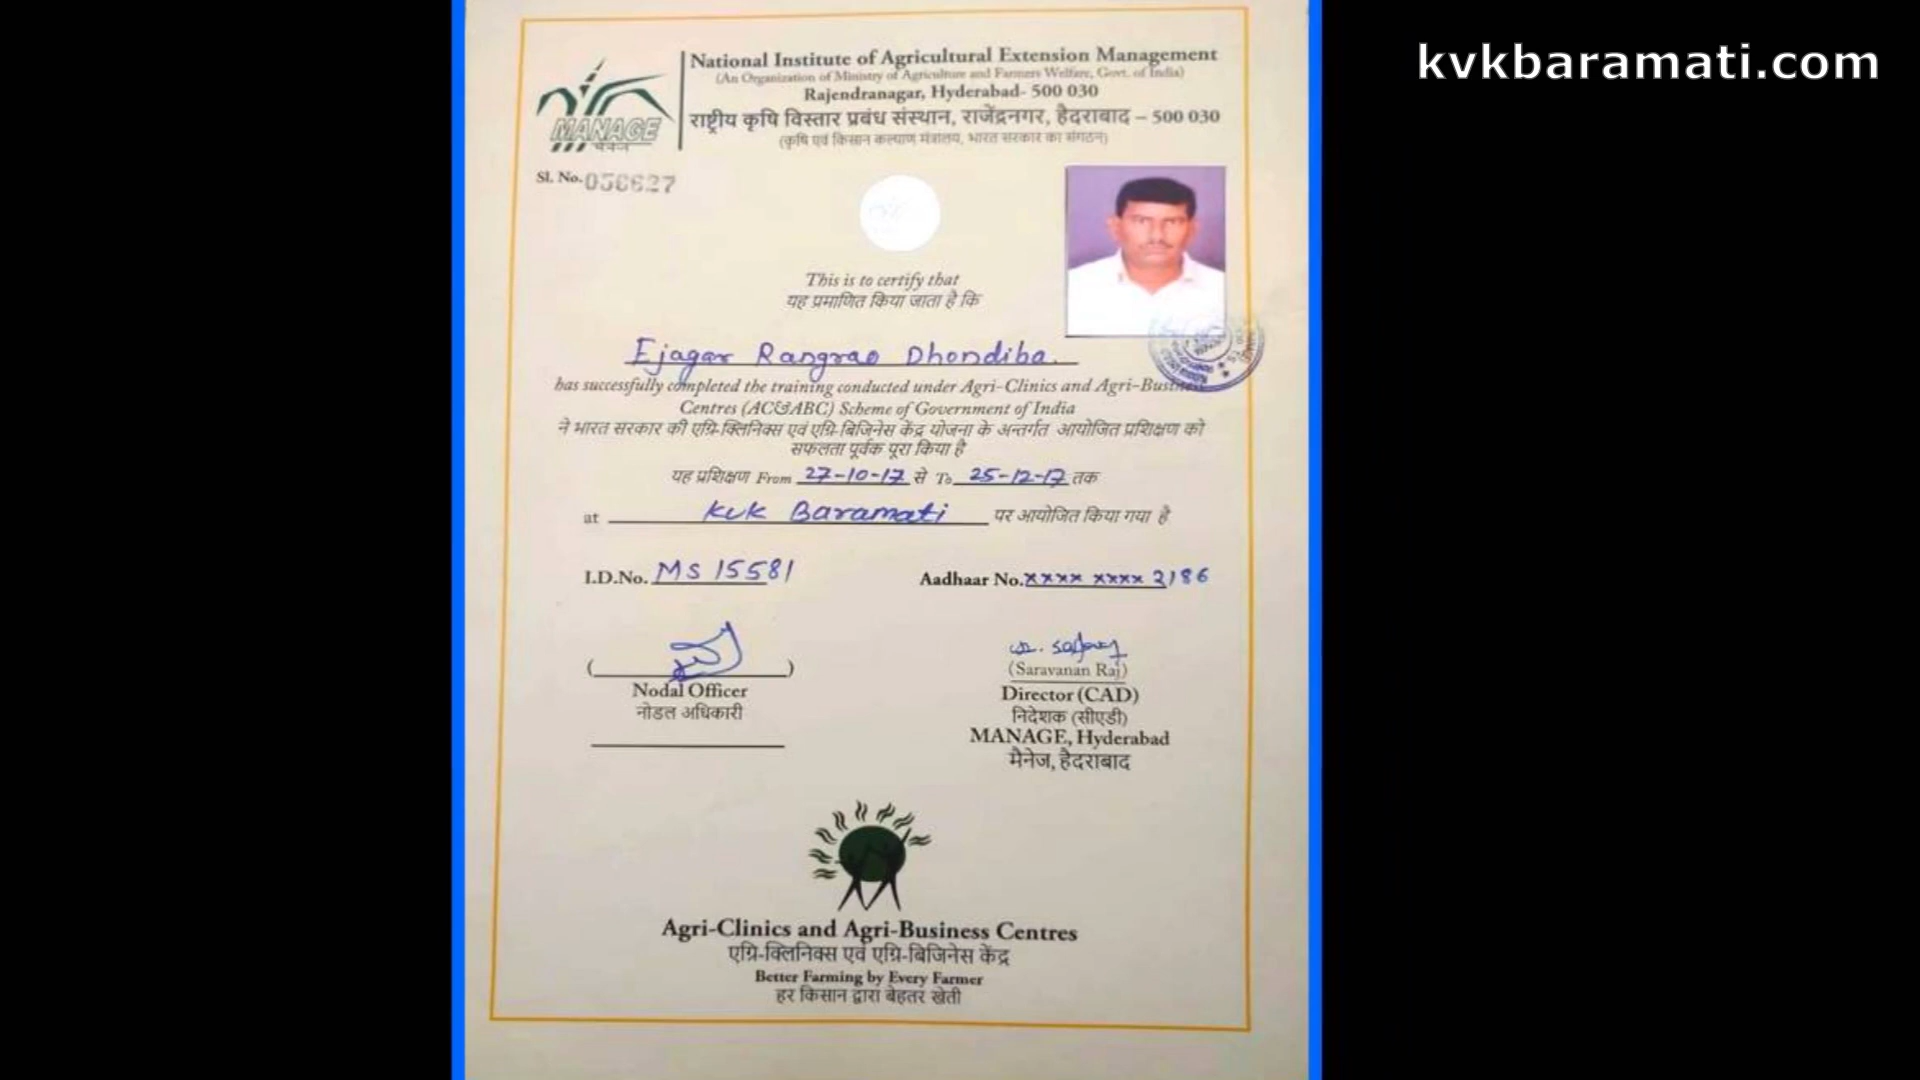 kvkbaramati.com
National Institute of Agricultural Extension Management
(An Organization of Ministry of Agriculture and Farmers Welfare, Govt. of India)
Rajendranagar, Hyderabad- 500 030
राष्ट्रीय कृषि विस्तार प्रबंध संस्थान, राजेंद्रनगर, हैदराबाद – 500 030
(कृषि एवं किसान कल्याण मंत्रालय, भारत सरकार का संगठन)
MANAGE
मैनेज
Sl. No. 056627
This is to certify that
यह प्रमाणित किया जाता है कि
Ejagar Rangrao Dhondiba.
has successfully completed the training conducted under Agri-Clinics and Agri-Business
Centres (AC&ABC) Scheme of Government of India
ने भारत सरकार की एग्रि-क्लिनिक्स एवं एग्रि-बिजिनेस केंद्र योजना के अन्तर्गत आयोजित प्रशिक्षण को
सफलता पूर्वक पूरा किया है
यह प्रशिक्षण From 27-10-17 से To 25-12-17 तक
at KVK Baramati पर आयोजित किया गया है
I.D.No. MS 15581 Aadhaar No. xxxx xxxx 2186
(Saravanan Raj)
Nodal Officer Director (CAD)
नोडल अधिकारी निदेशक (सीएडी)
MANAGE, Hyderabad
मैनेज, हैदराबाद
Agri-Clinics and Agri-Business Centres
एग्रि-क्लिनिक्स एवं एग्रि-बिजिनेस केंद्र
Better Farming by Every Farmer
हर किसान द्वारा बेहतर खेती